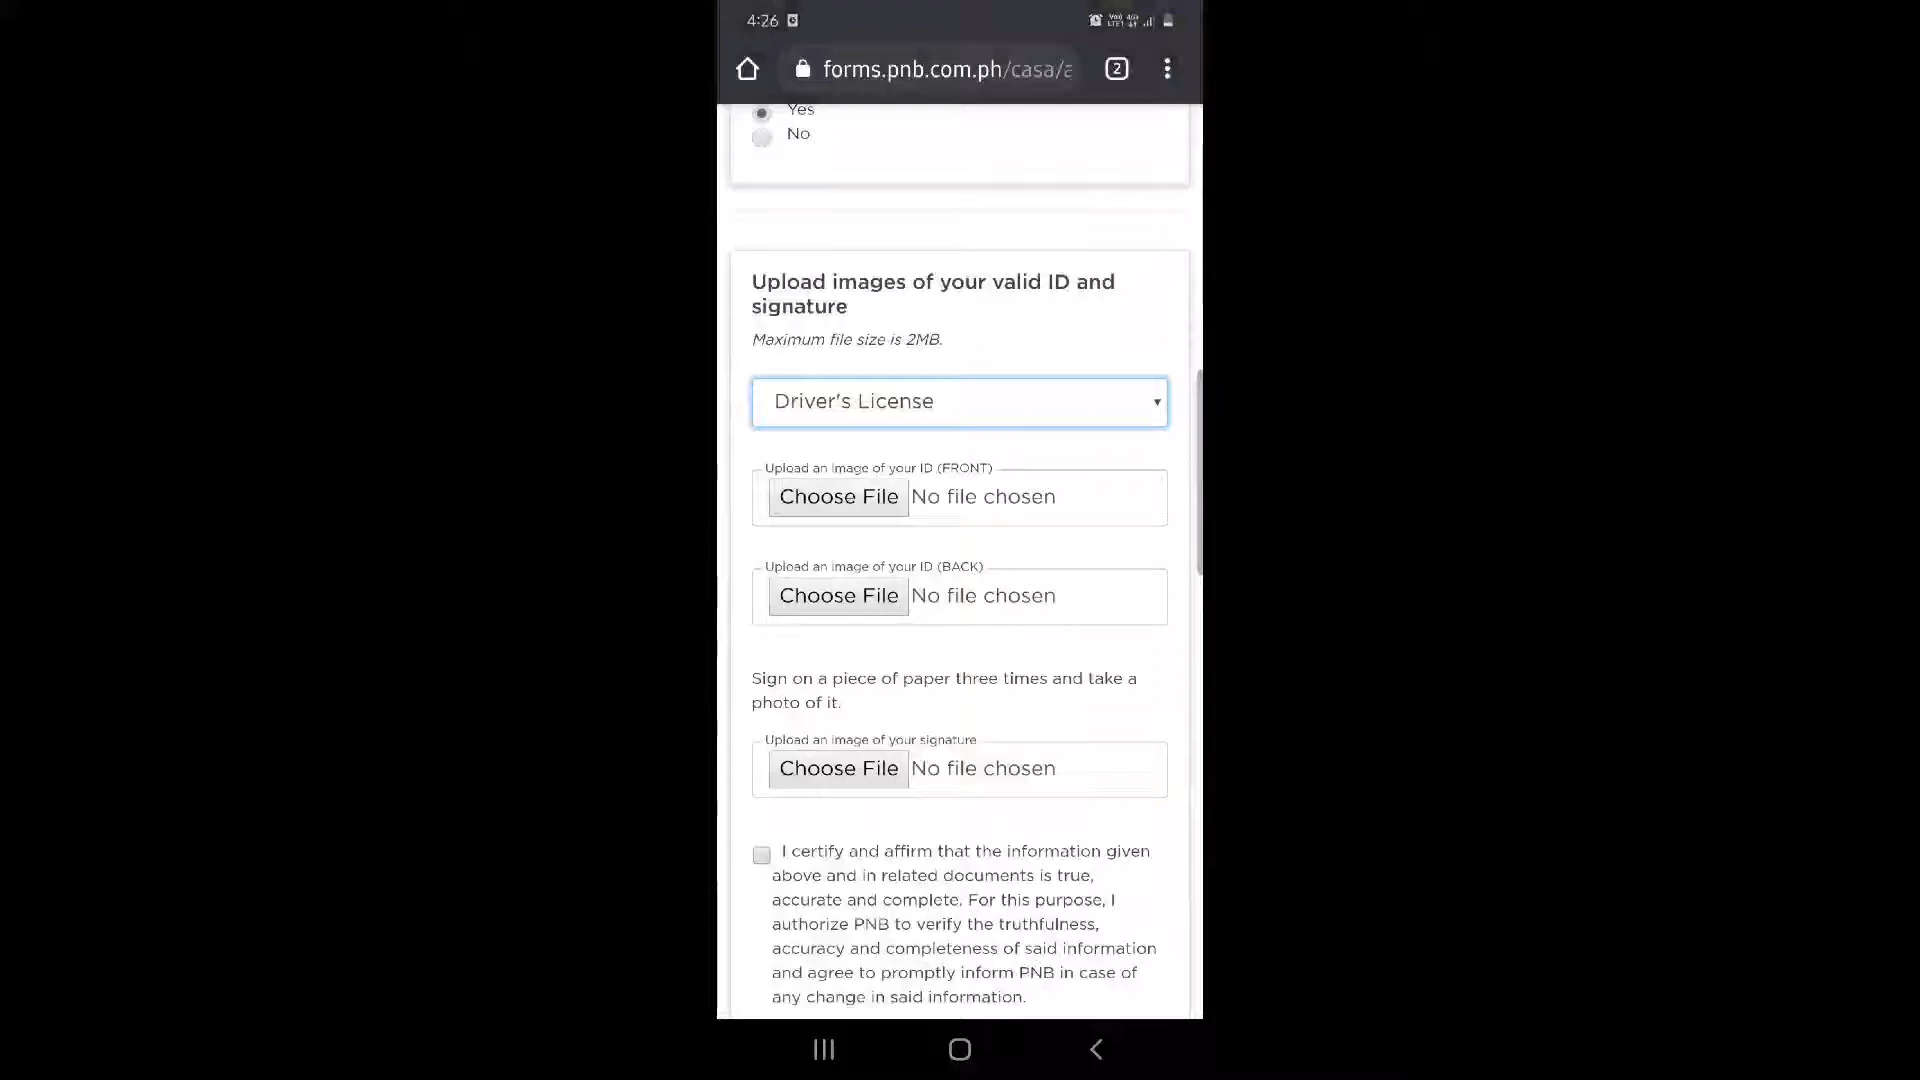 4:26
forms.pnb.com.ph/casa/a
2
Yes
No
Upload images of your valid ID and
signature
Maximum file size is 2MB.
Driver's License
Upload an image of your ID (FRONT)
Choose File No file chosen
Upload an image of your ID (BACK)
Choose File No file chosen
Sign on a piece of paper three times and take a
photo of it.
Upload an image of your signature
Choose File No file chosen
I certify and affirm that the information given
above and in related documents is true,
accurate and complete. For this purpose, I
authorize PNB to verify the truthfulness,
accuracy and completeness of said information
and agree to promptly inform PNB in case of
any change in said information.